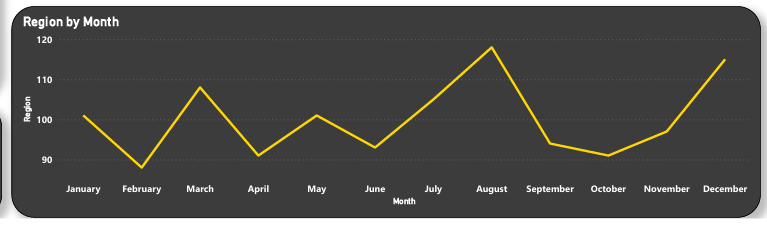 Region by Month
120
110
100
90
Region
January February March April May June July August September October November December
Month